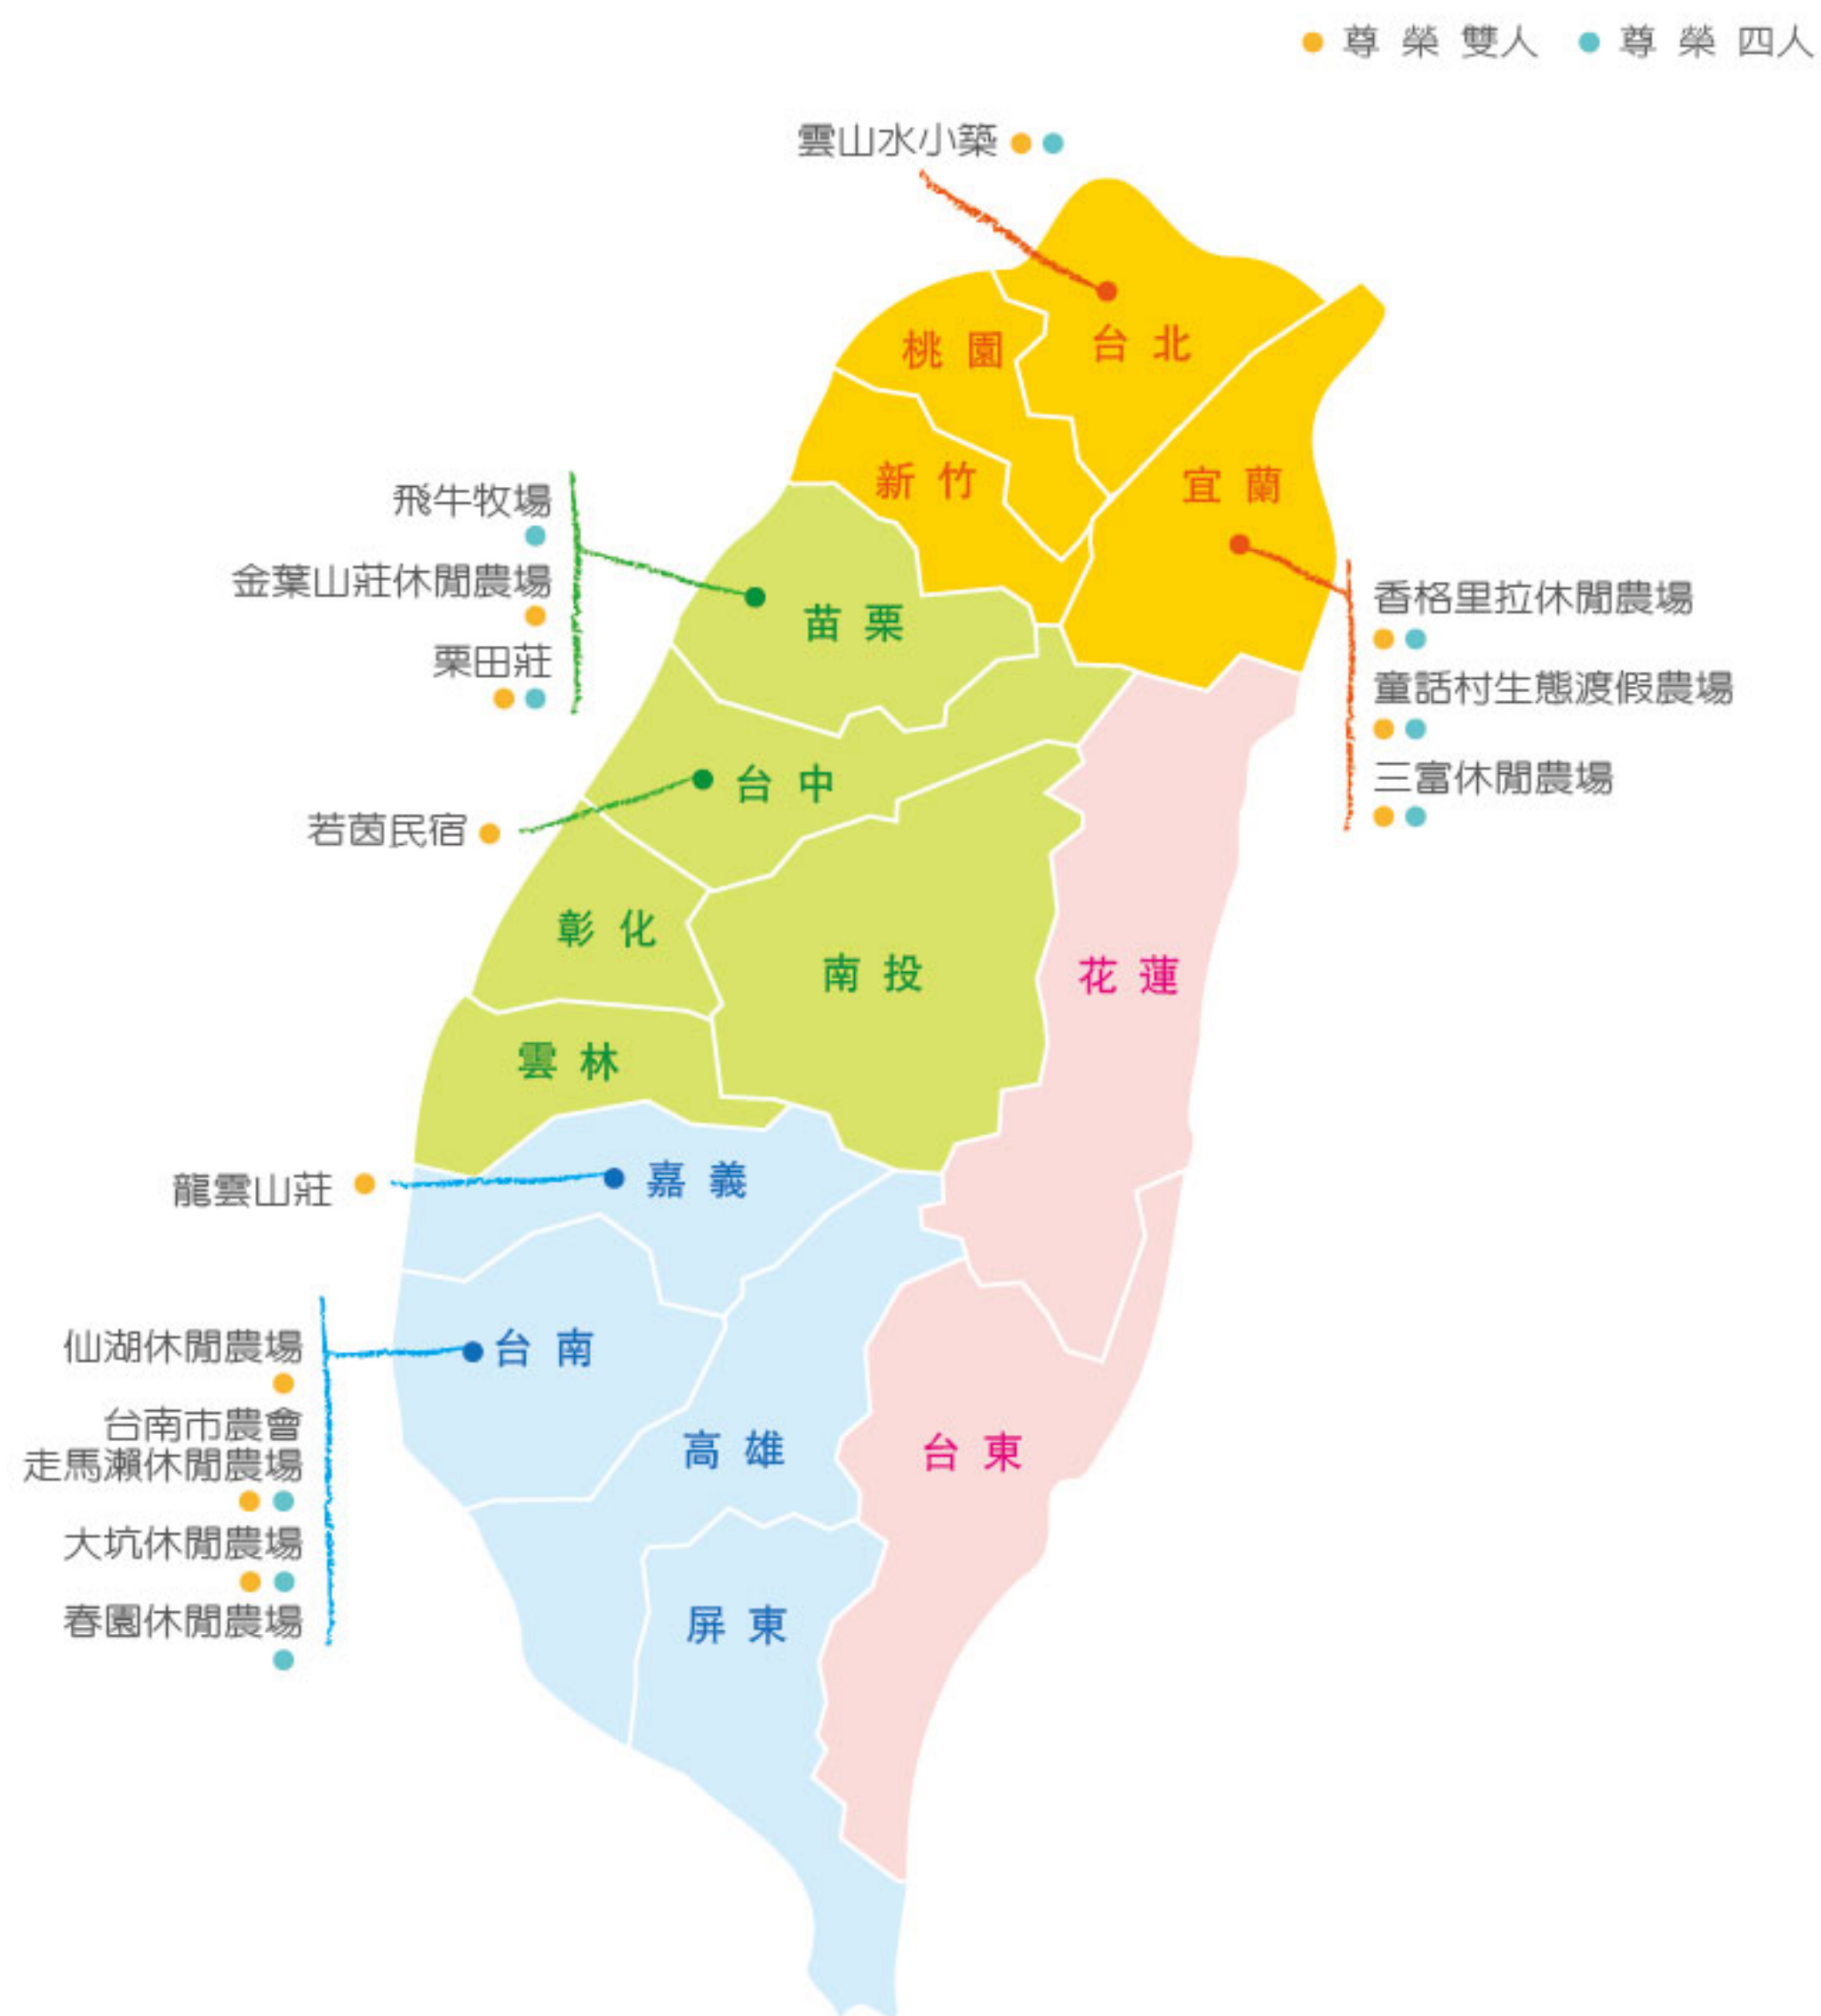 尊榮雙人 尊榮四人
雲山水小築
桃園
台北
新竹
宜蘭
飛牛牧場
金葉山莊休閒農場
栗田莊
苗栗
香格里拉休閒農場
童話村生態渡假農場
三富休閒農場
台中
若茵民宿
彰化
南投
花蓮
雲林
龍雲山莊
嘉義
仙湖休閒農場
台南市農會
走馬瀨休閒農場
大坑休閒農場
春園休閒農場
台南
高雄
台東
屏東